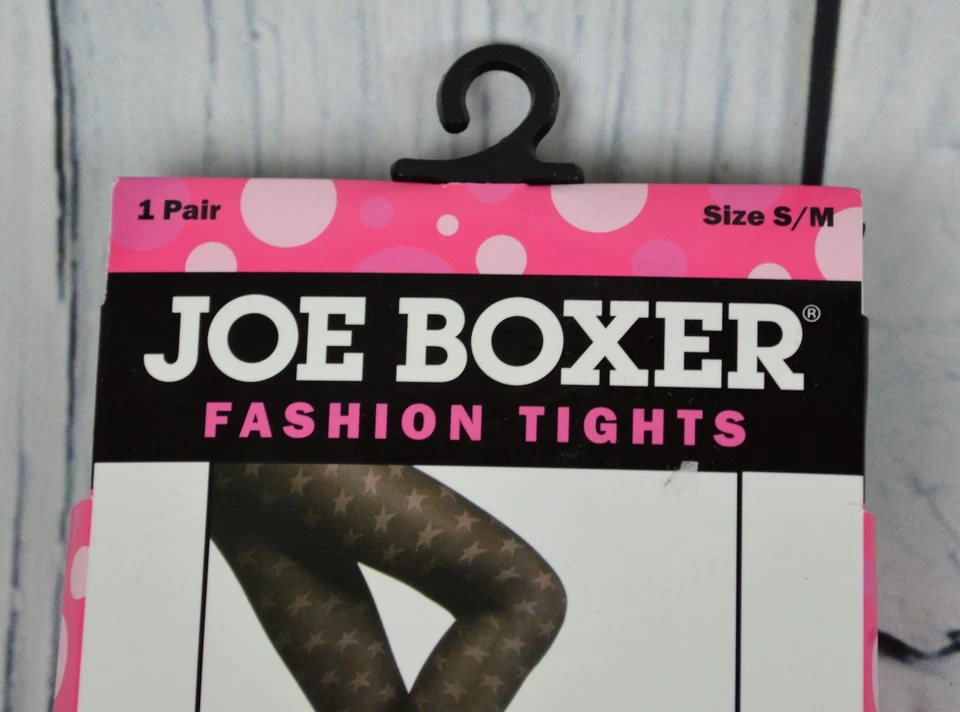 1 Pair
Size S/M
JOE BOXER®
FASHION TIGHTS